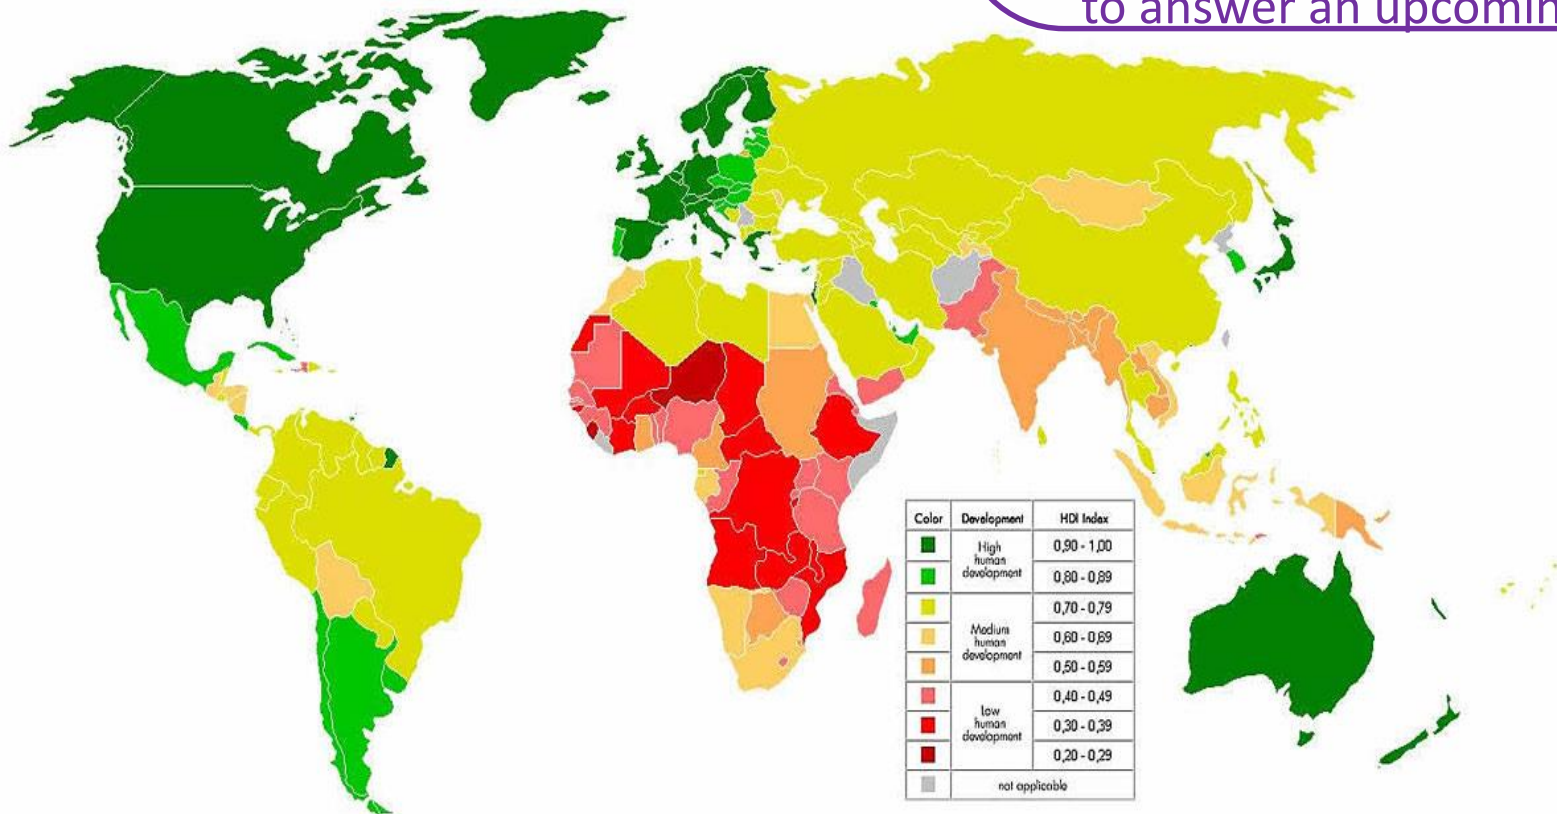 to answer an upcomin
Color Development HDI Index
High
human
development
0,90 - 1,00
0,80 - 0,89
Medium
human
development
0,70 - 0,79
0,60 - 0,69
0,50 - 0,59
Low
human
development
0,40 - 0,49
0,30 - 0,39
0,20 - 0,29
not applicable